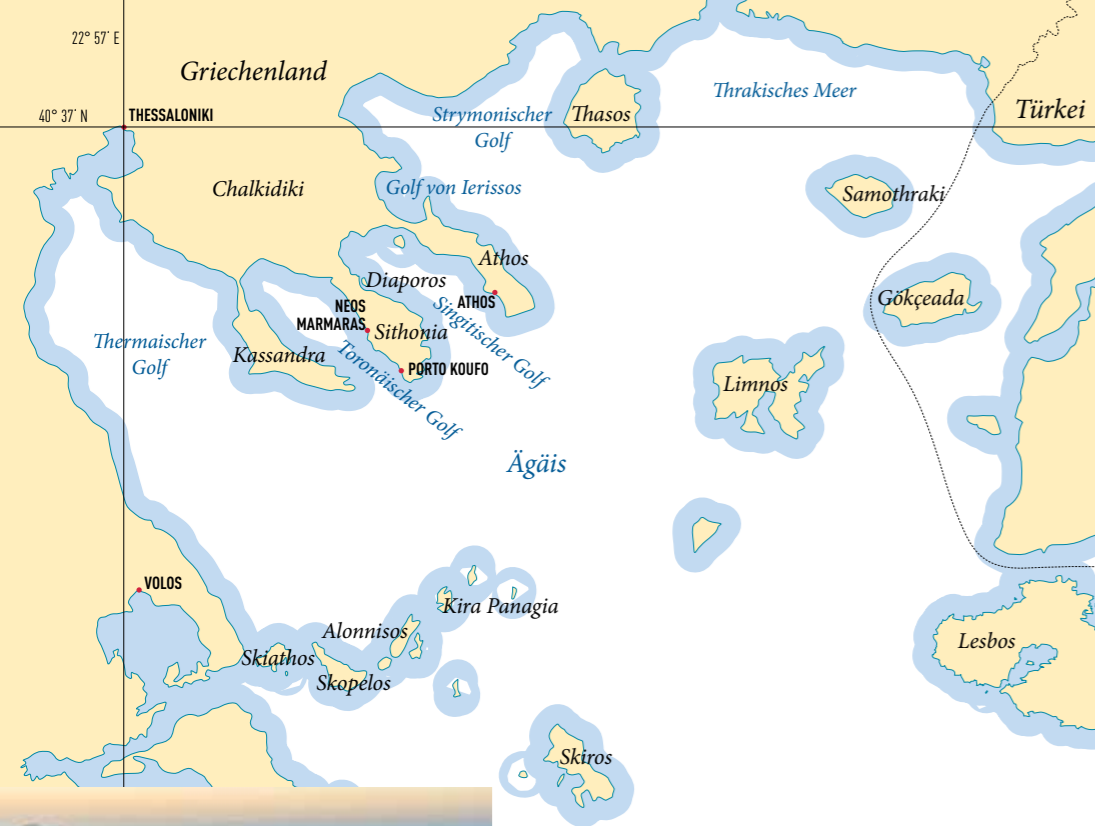 22° 57' E
Griechenland
Thrakisches Meer
Türkei
40° 37' N
THESSALONIKI
Strymonischer
Golf
Thasos
Chalkidiki
Golf von Ierissos
Samothraki
Athos
Diaporos
ATHOS
Singitischer Golf
Gökçeada
NEOS
MARMARAS
Sithonia
Thermaischer
Golf
Kassandra
Toronäischer Golf
PORTO KOUFO
Limnos
Ägäis
VOLOS
Kira Panagia
Alonnisos
Lesbos
Skiathos
Skopelos
Skiros